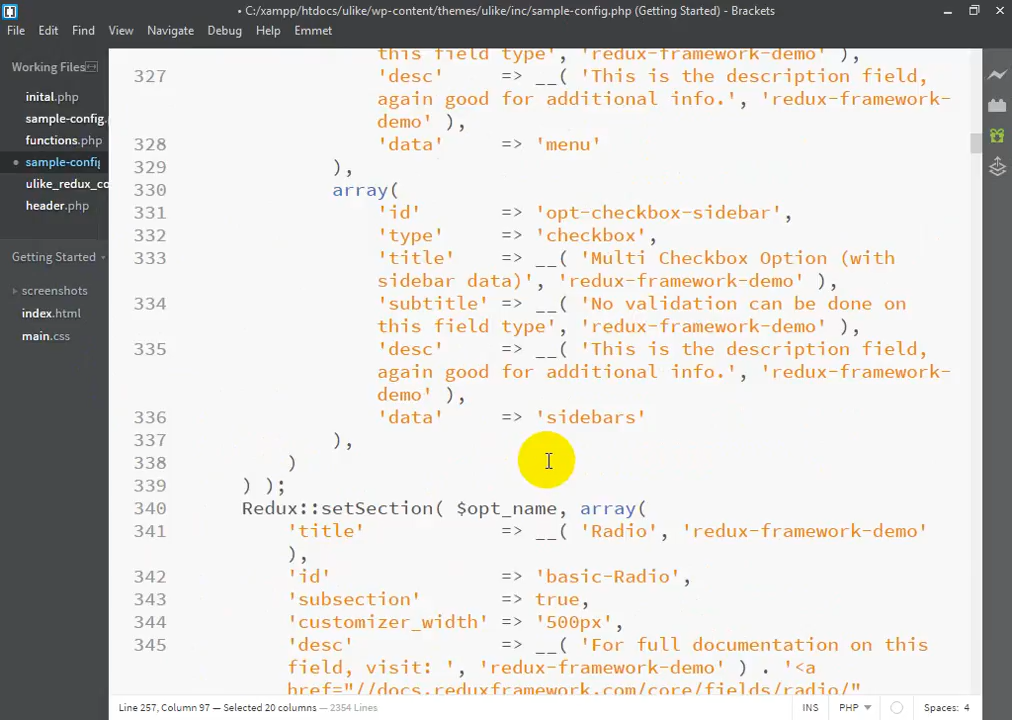 • C:/xampp/htdocs/ulike/wp-content/themes/ulike/inc/sample-config.php (Getting Started) - Brackets
File Edit Find View Navigate Debug Help Emmet
Working Files
inital.php
sample-config.
functions.php
• sample-config
ulike_redux_co
header.php
Getting Started
screenshots
index.html
main.css
this field type', 'redux-framework-demo' ),
327 'desc' => __( 'This is the description field,
again good for additional info.', 'redux-framework-
demo' ),
328 'data' => 'menu'
329 ),
330 array(
331 'id' => 'opt-checkbox-sidebar',
332 'type' => 'checkbox',
333 'title' => __( 'Multi Checkbox Option (with
sidebar data)', 'redux-framework-demo' ),
334 'subtitle' => __( 'No validation can be done on
this field type', 'redux-framework-demo' ),
335 'desc' => __( 'This is the description field,
again good for additional info.', 'redux-framework-
demo' ),
336 'data' => 'sidebars'
337 ),
338 )
339 ) );
340 Redux::setSection( $opt_name, array(
341 'title' => __( 'Radio', 'redux-framework-demo'
),
342 'id' => 'basic-Radio',
343 'subsection' => true,
344 'customizer_width' => '500px',
345 'desc' => __( 'For full documentation on this
field, visit: ', 'redux-framework-demo' ) . '<a
href="//docs.reduxframework.com/core/fields/radio/"
Line 257, Column 97 — Selected 20 columns — 2354 Lines
INS PHP Spaces: 4